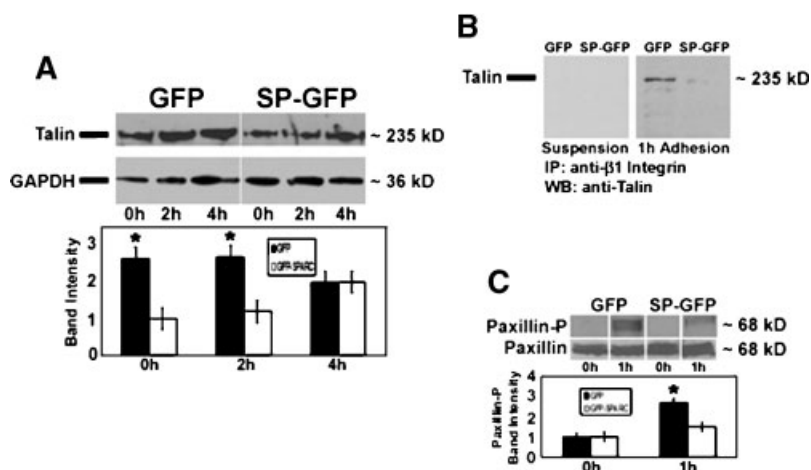 A
GFP SP-GFP
Talin ~ 235 kD
GAPDH ~ 36 kD
0h 2h 4h 0h 2h 4h
Band Intensity
3
2
1
0
* *
GFP
GFP-SPARC
0h 2h 4h
B
GFP SP-GFP GFP SP-GFP
Talin ~ 235 kD
Suspension 1h Adhesion
IP: anti-β1 Integrin
WB: anti-Talin
C
GFP SP-GFP
Paxillin-P ~ 68 kD
Paxillin ~ 68 kD
0h 1h 0h 1h
Paxillin-P
Band Intensity
4
3
2
1
0
*
GFP
GFP-SPARC
0h 1h